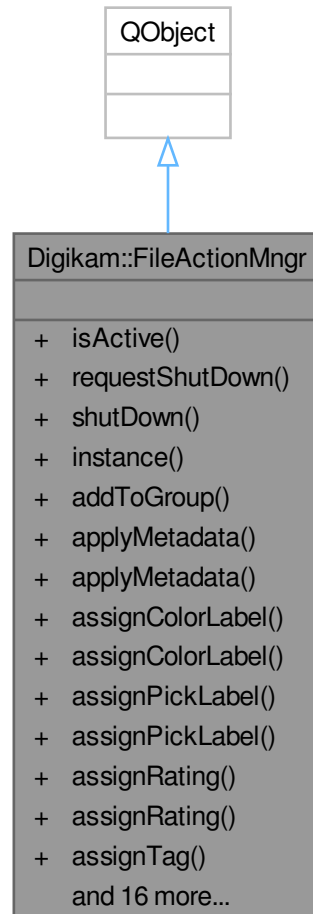 QObject
Digikam::FileActionMngr
+ isActive()
+ requestShutDown()
+ shutDown()
+ instance()
+ addToGroup()
+ applyMetadata()
+ applyMetadata()
+ assignColorLabel()
+ assignColorLabel()
+ assignPickLabel()
+ assignPickLabel()
+ assignRating()
+ assignRating()
+ assignTag()
and 16 more...